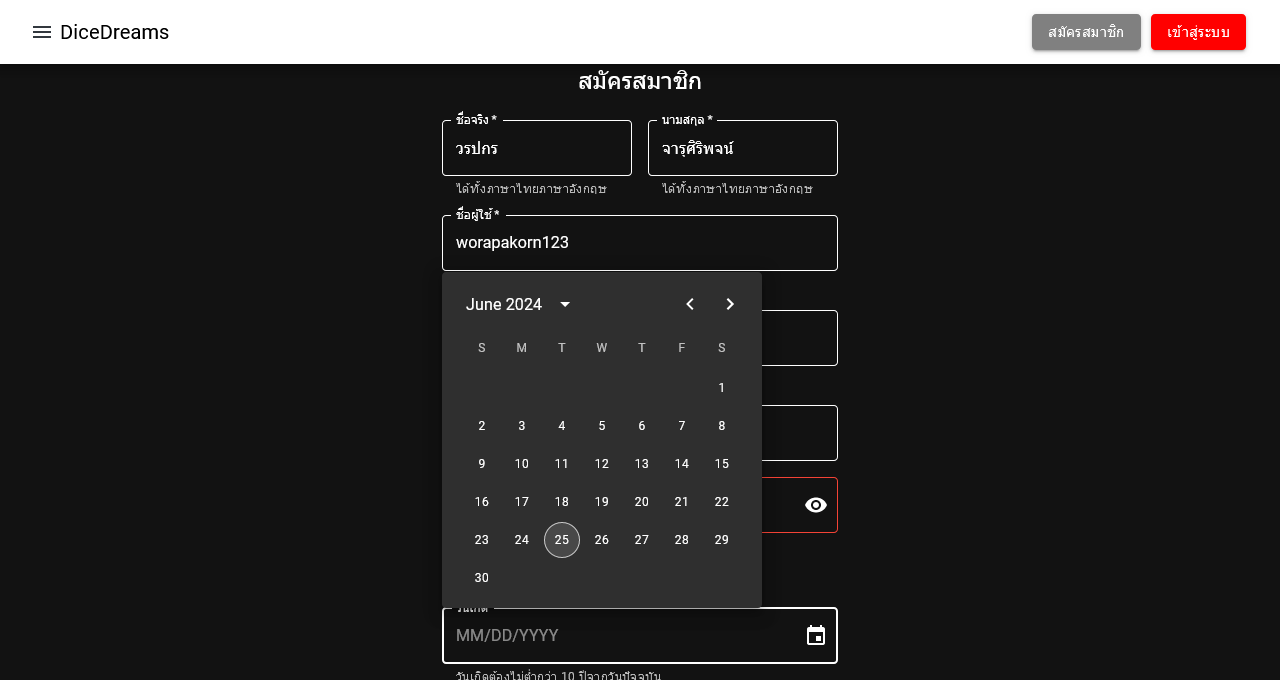 DiceDreams
สมัครสมาชิก
เข้าสู่ระบบ
สมัครสมาชิก
ชื่อจริง *
นามสกุล *
วรปกร
จารุศิริพจน์
ได้ทั้งภาษาไทยภาษาอังกฤษ
ได้ทั้งภาษาไทยภาษาอังกฤษ
ชื่อผู้ใช้ *
worapakorn123
June 2024
S M T W T F S
1
2 3 4 5 6 7 8
9 10 11 12 13 14 15
16 17 18 19 20 21 22
23 24 25 26 27 28 29
30
วันเกิด
MM/DD/YYYY
วันเกิดต้องไม่ต่ำกว่า 10 ปีจากวันปัจจุบัน